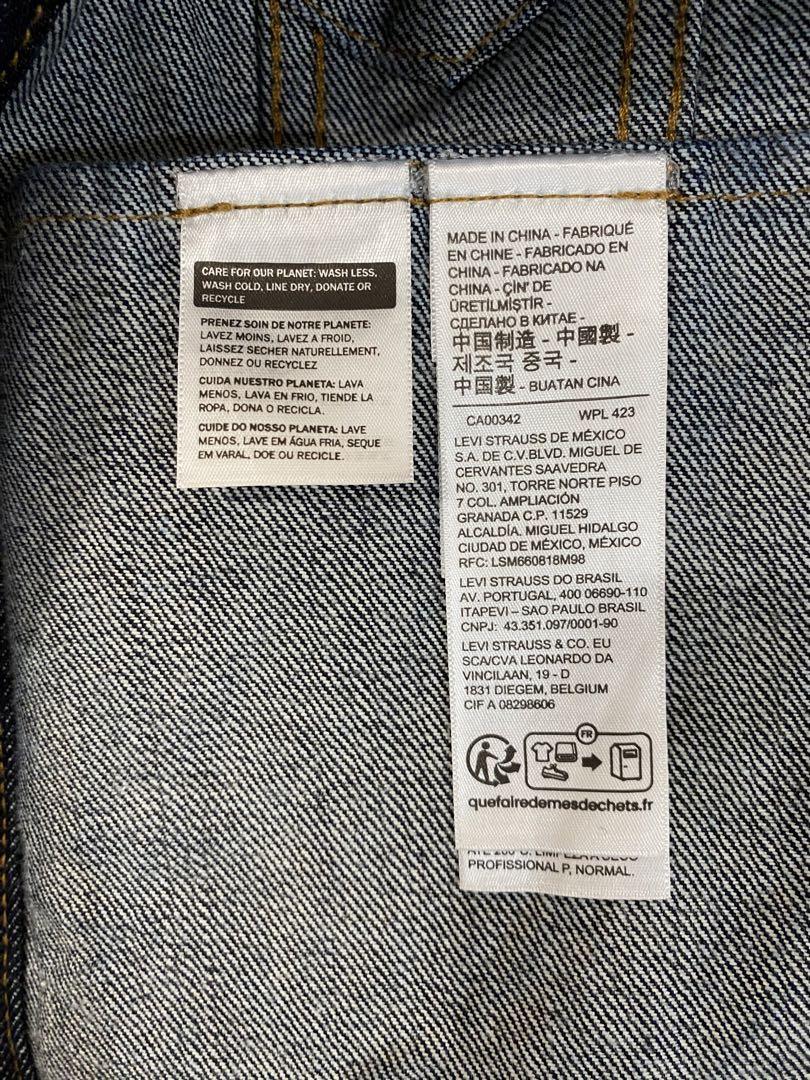 CARE FOR OUR PLANET: WASH LESS,
WASH COLD, LINE DRY, DONATE OR
RECYCLE
PRENEZ SOIN DE NOTRE PLANETE:
LAVEZ MOINS, LAVEZ A FROID,
LAISSEZ SECHER NATURELLEMENT,
DONNEZ OU RECYCLEZ
CUIDA NUESTRO PLANETA: LAVA
MENOS, LAVA EN FRIO, TIENDE LA
ROPA, DONA O RECICLA.
CUIDE DO NOSSO PLANETA: LAVE
MENOS, LAVE EM ÁGUA FRIA, SEQUE
EM VARAL, DOE OU RECICLE.
MADE IN CHINA - FABRIQUÉ
EN CHINE - FABRICADO EN
CHINA - FABRICADO NA
CHINA - ÇİN' DE
ÜRETİLMİŞTİR -
СДЕЛАНО В КИТАЕ -
中国制造 - 中國製 -
제조국 중국 -
中国製 - BUATAN CINA
CA00342 WPL 423
LEVI STRAUSS DE MÉXICO
S.A. DE C.V.BLVD. MIGUEL DE
CERVANTES SAAVEDRA
NO. 301, TORRE NORTE PISO
7 COL. AMPLIACIÓN
GRANADA C.P. 11529
ALCALDÍA. MIGUEL HIDALGO
CIUDAD DE MÉXICO, MÉXICO
RFC: LSM660818M98
LEVI STRAUSS DO BRASIL
AV. PORTUGAL, 400 06690-110
ITAPEVI – SAO PAULO BRASIL
CNPJ: 43.351.097/0001-90
LEVI STRAUSS & CO. EU
SCA/CVA LEONARDO DA
VINCILAAN, 19 - D
1831 DIEGEM, BELGIUM
CIF A 08298606
FR
quefairedemesdechets.fr
PROFISSIONAL P, NORMAL.